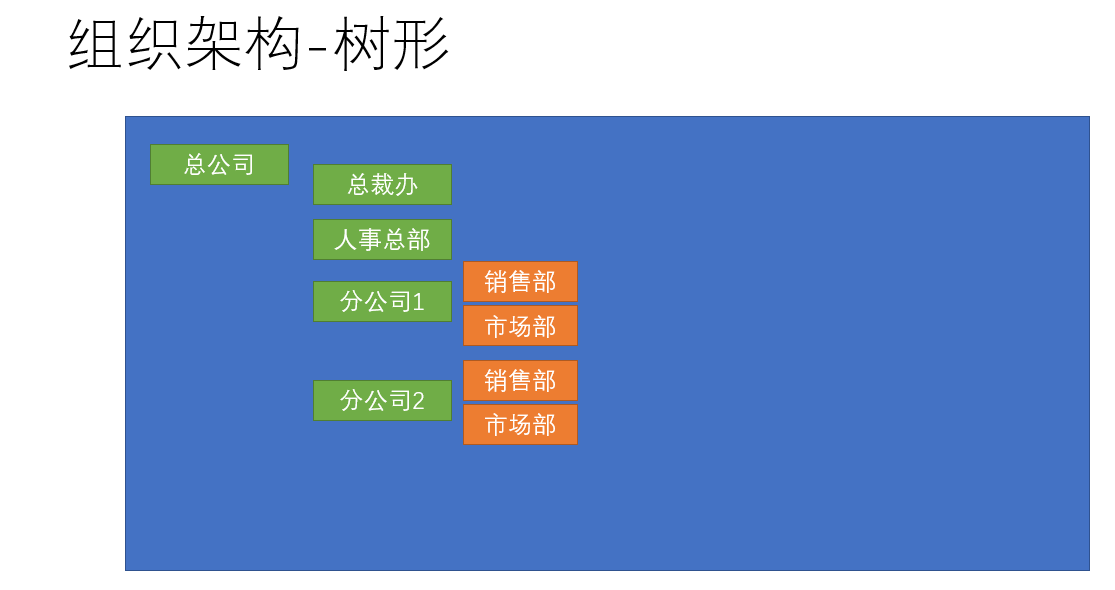 组织架构-树形
总公司
总裁办
人事总部
分公司1
销售部
市场部
分公司2
销售部
市场部